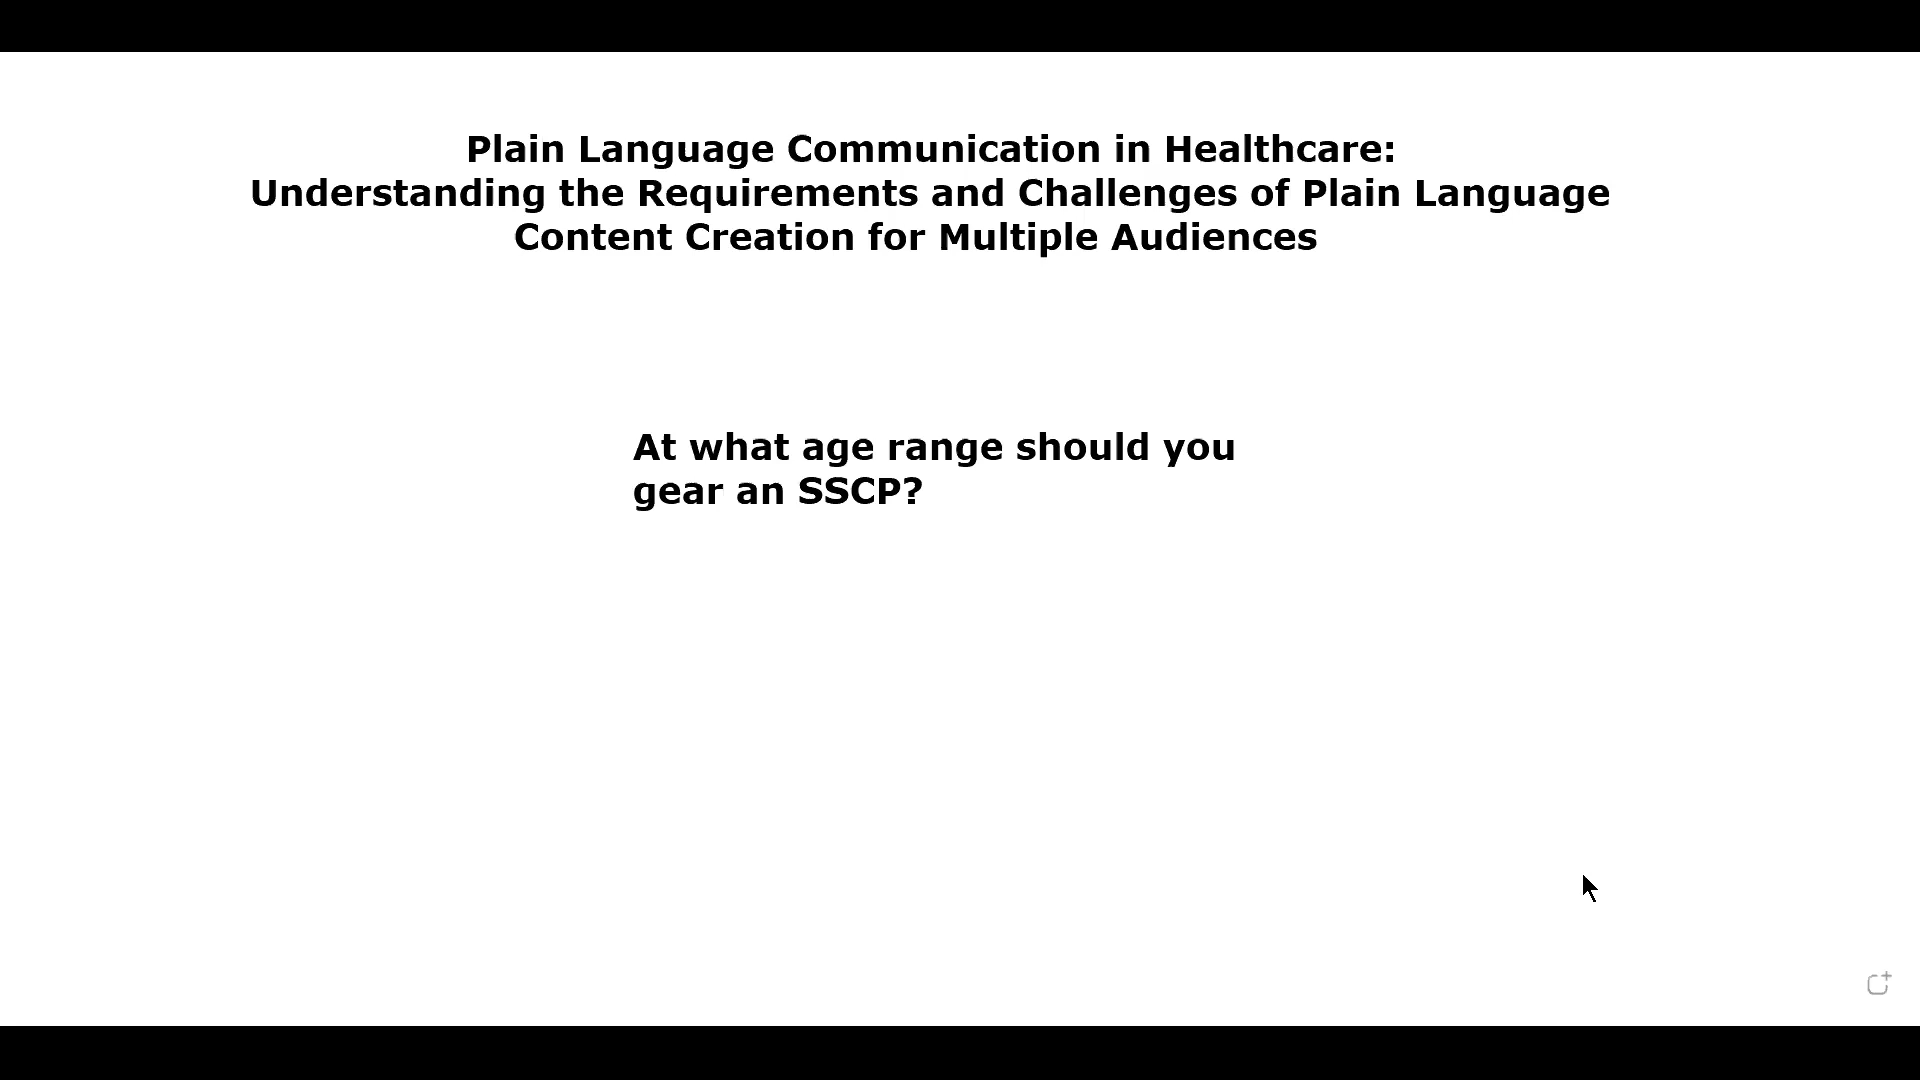 Plain Language Communication in Healthcare:
Understanding the Requirements and Challenges of Plain Language
Content Creation for Multiple Audiences
At what age range should you
gear an SSCP?